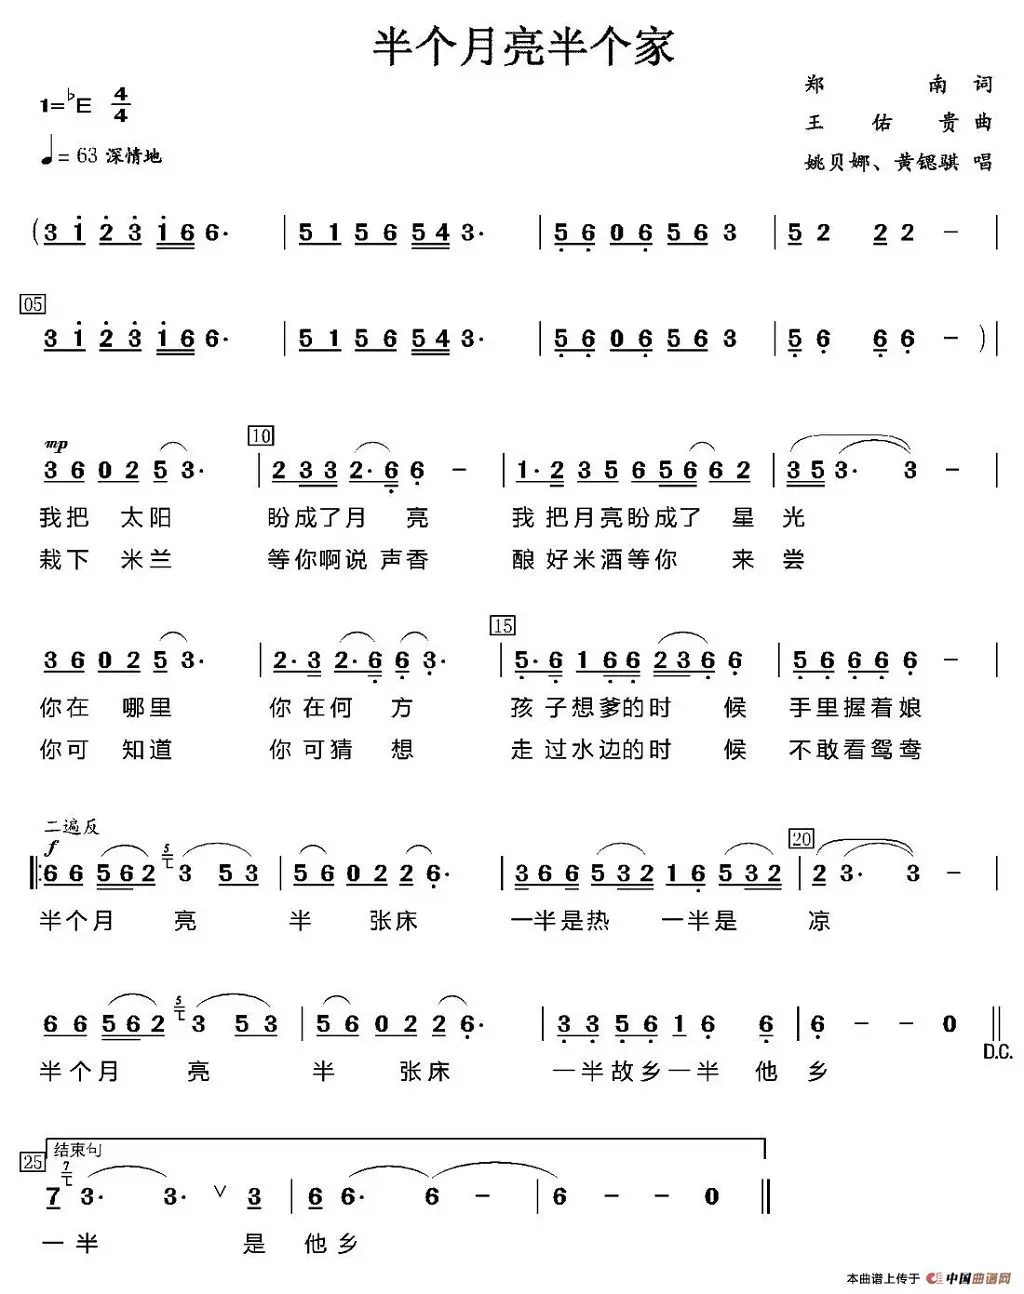 半个月亮半个家
1=♭E 4/4
郑 南 词
王 佑 贵 曲
♩= 63 深情地
姚贝娜、黄锶骐 唱
(3 1 2 3 1 6 6· | 5 1 5 6 5 4 3· | 5 6 0 6 5 6 3 | 5 2 2 2 − |
05
3 1 2 3 1 6 6· | 5 1 5 6 5 4 3· | 5 6 0 6 5 6 3 | 5 6 6 6 − )|
mp 10
3 6 0 2 5 3· | 2 3 3 2· 6 6 − | 1· 2 3 5 6 5 6 6 2 | 3 5 3· 3 − |
我把 太阳 盼成了月 亮 我把月亮盼成了 星 光
栽下 米兰 等你啊说 声香 酿好米酒等你 来 尝
15
3 6 0 2 5 3· | 2· 3 2· 6 6 3· | 5· 6 1 6 6 2 3 6 6 | 5 6 6 6 6 − |
你在 哪里 你在何 方 孩子想爹的时 候 手里握着娘
你可 知道 你可猜 想 走过水边的时 候 不敢看鸳鸯
二遍反
f 20
‖: 6 6 5 6 2 5 3 5 3 | 5 6 0 2 2 6· | 3 6 6 5 3 2 1 6 5 3 2 | 2 3· 3 − |
半个月 亮 半 张床 一半是热 一半是 凉
6 6 5 6 2 5 3 5 3 | 5 6 0 2 2 6· | 3 3 5 6 1 6 6 | 6 − − 0 ‖
D.C.
半个月 亮 半 张床 一半故乡一半 他 乡
25 结束句
7 7 3· 3· ∨ 3 | 6 6· 6 − | 6 − − 0 ‖
一半 是 他乡
本曲谱上传于 中国曲谱网